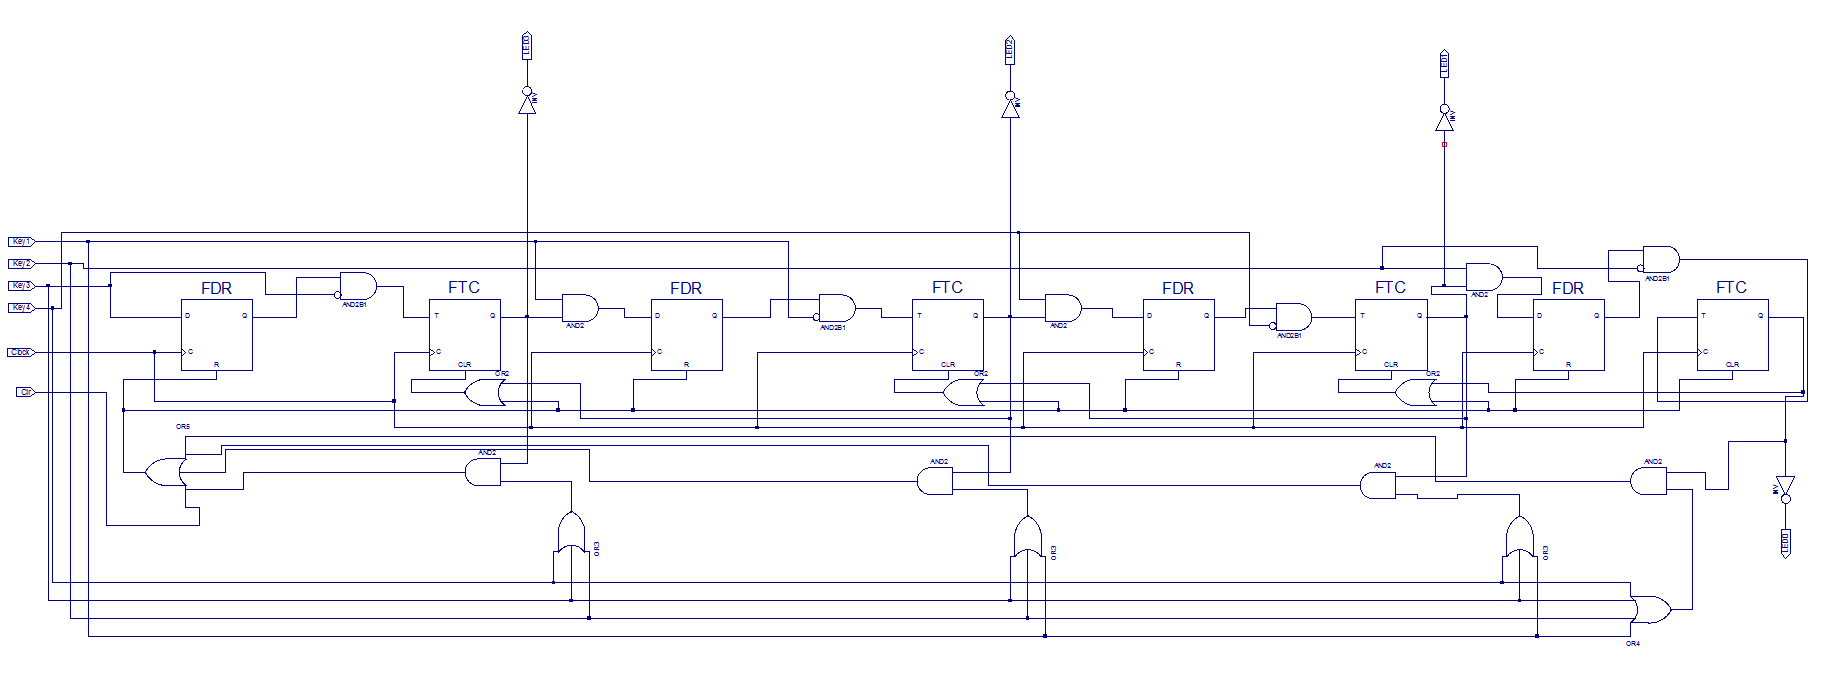 LED3
LED2
LED1
INV
INV
INV
Key1
Key2
Key3
Key4
Clock
Clr
FDR
D
Q
C
R
AND2B1
FTC
T
Q
C
CLR
OR2
AND2
FDR
D
Q
C
R
AND2B1
FTC
T
Q
C
CLR
OR2
AND2
FDR
D
Q
C
R
AND2B1
FTC
T
Q
C
CLR
OR2
AND2
FDR
D
Q
C
R
AND2B1
FTC
T
Q
C
CLR
OR5
AND2
AND2
AND2
AND2
INV
LED0
OR3
OR3
OR3
OR4